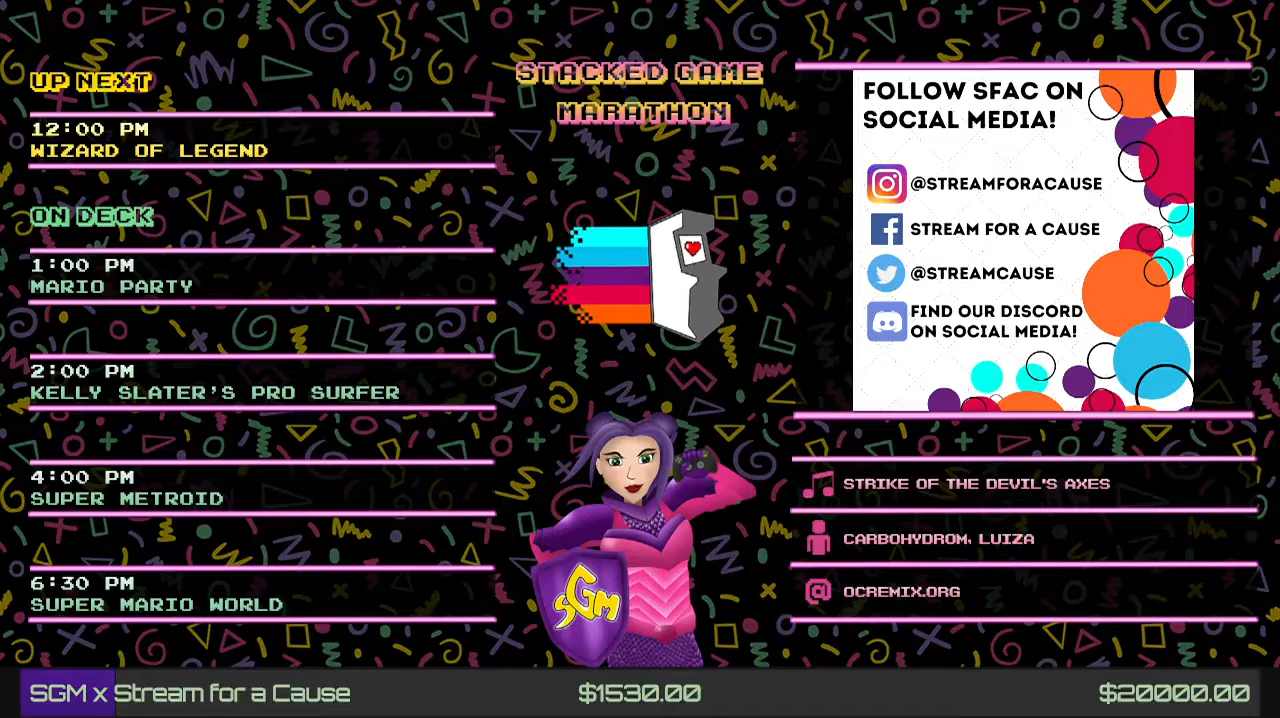 UP NEXT
12:00 PM
WIZARD OF LEGEND
ON DECK
1:00 PM
MARIO PARTY
2:00 PM
KELLY SLATER'S PRO SURFER
4:00 PM
SUPER METROID
6:30 PM
SUPER MARIO WORLD
STACKED GAME
MARATHON
SGM
FOLLOW SFAC ON
SOCIAL MEDIA!
@STREAMFORACAUSE
STREAM FOR A CAUSE
@STREAMCAUSE
FIND OUR DISCORD
ON SOCIAL MEDIA!
STRIKE OF THE DEVIL'S AXES
CARBOHYDROM, LUIZA
OCREMIX.ORG
SGM x Stream for a Cause
$1530.00
$20000.00